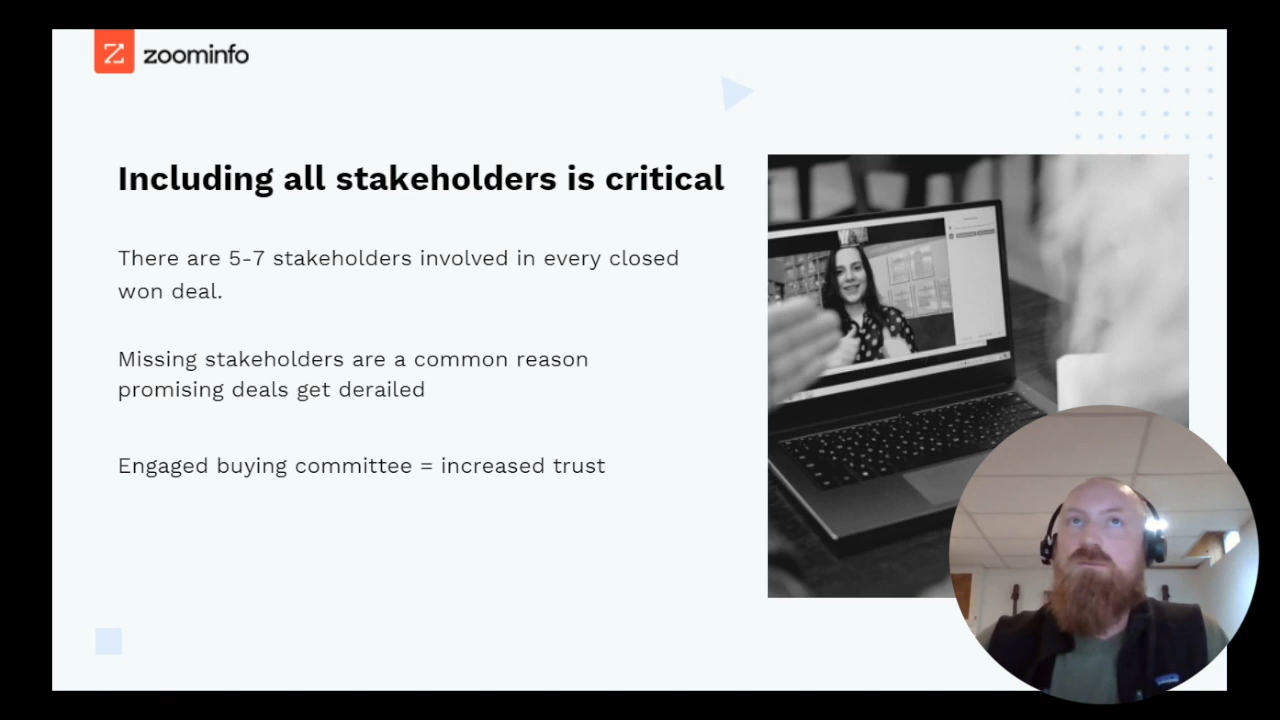 zoominfo
Including all stakeholders is critical
There are 5-7 stakeholders involved in every closed
won deal.
Missing stakeholders are a common reason
promising deals get derailed
Engaged buying committee = increased trust